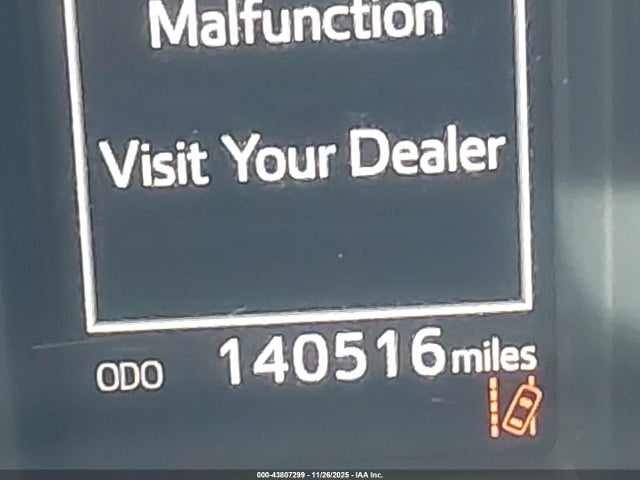 Malfunction
Visit Your Dealer
ODO 140516 miles
000-43807299 - 11/26/2025 - IAA Inc.